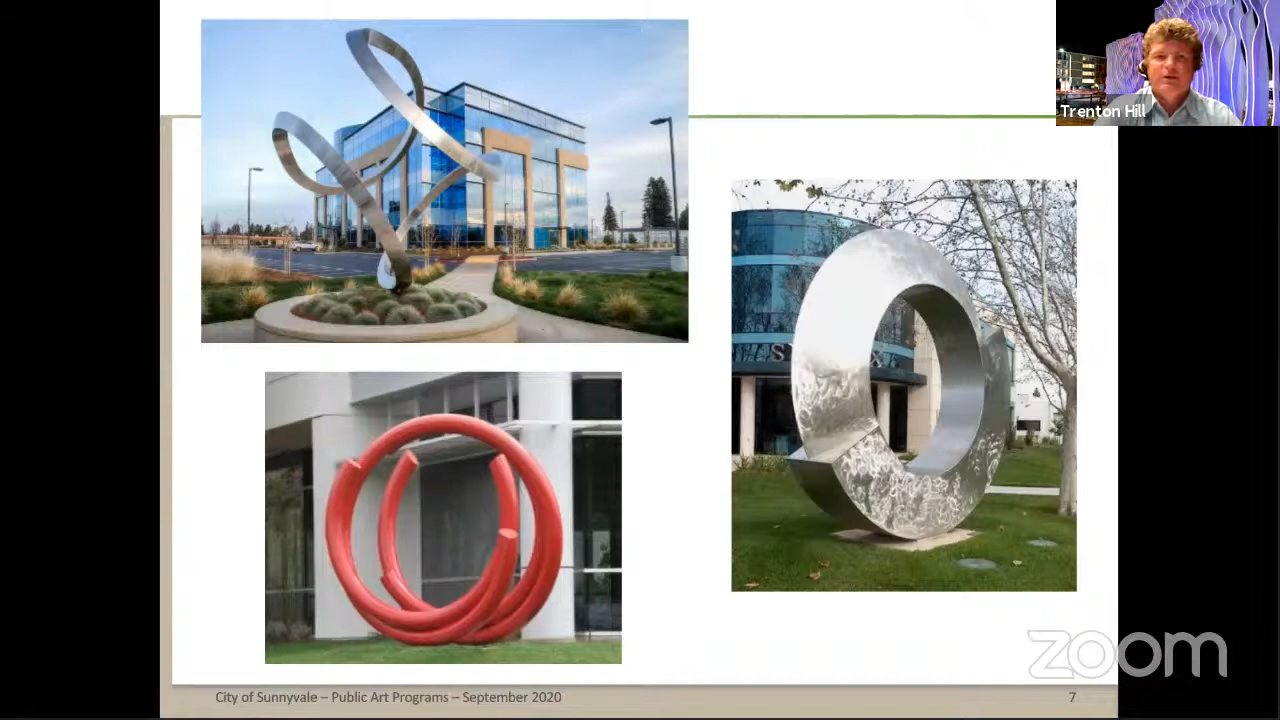 Trenton Hill
zoom
City of Sunnyvale – Public Art Programs – September 2020
7